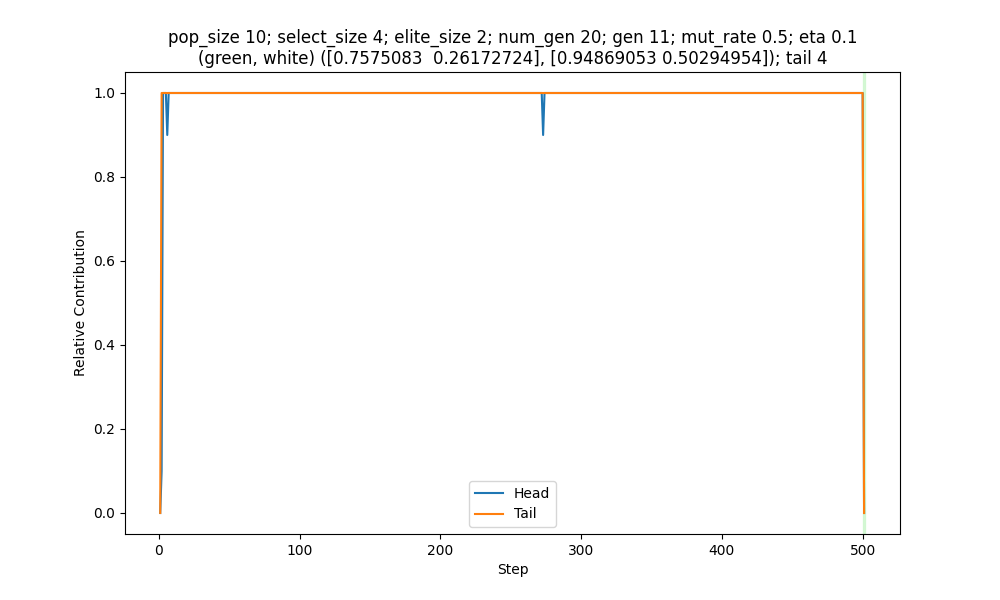 pop_size 10; select_size 4; elite_size 2; num_gen 20; gen 11; mut_rate 0.5; eta 0.1
(green, white) ([0.7575083  0.26172724], [0.94869053 0.50294954]); tail 4
1.0
0.8
0.6
0.4
0.2
0.0
Relative Contribution
Head
Tail
0 100 200 300 400 500
Step